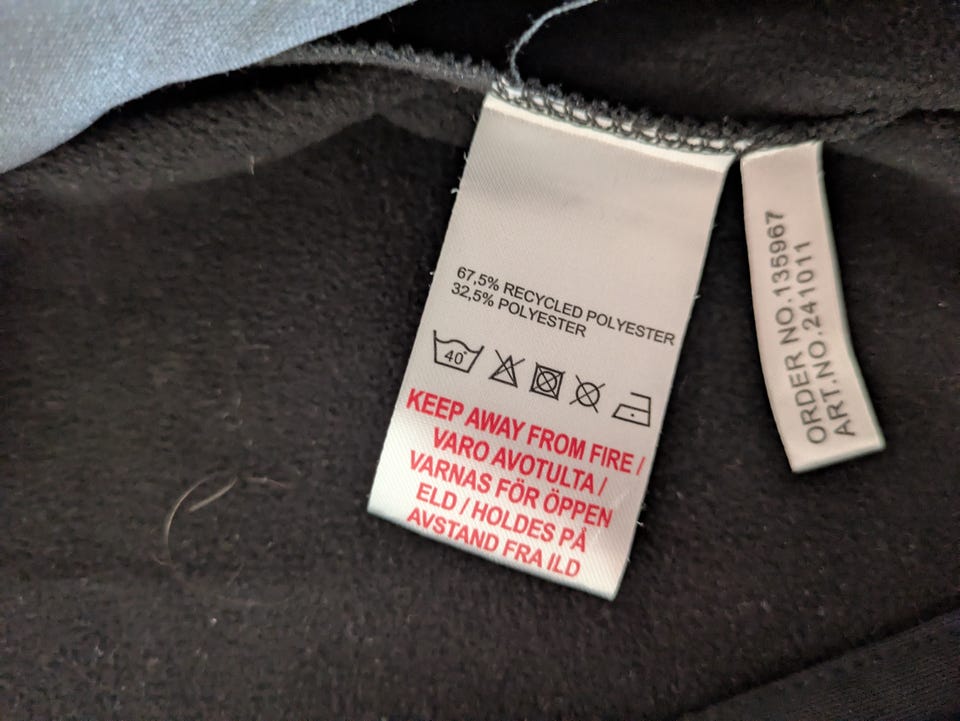 67,5% RECYCLED POLYESTER
32,5% POLYESTER
40°
KEEP AWAY FROM FIRE /
VARO AVOTULTA /
VARNAS FÖR ÖPPEN
ELD / HOLDES PÅ
AVSTAND FRA ILD
ORDER NO.135967
ART.NO.241011